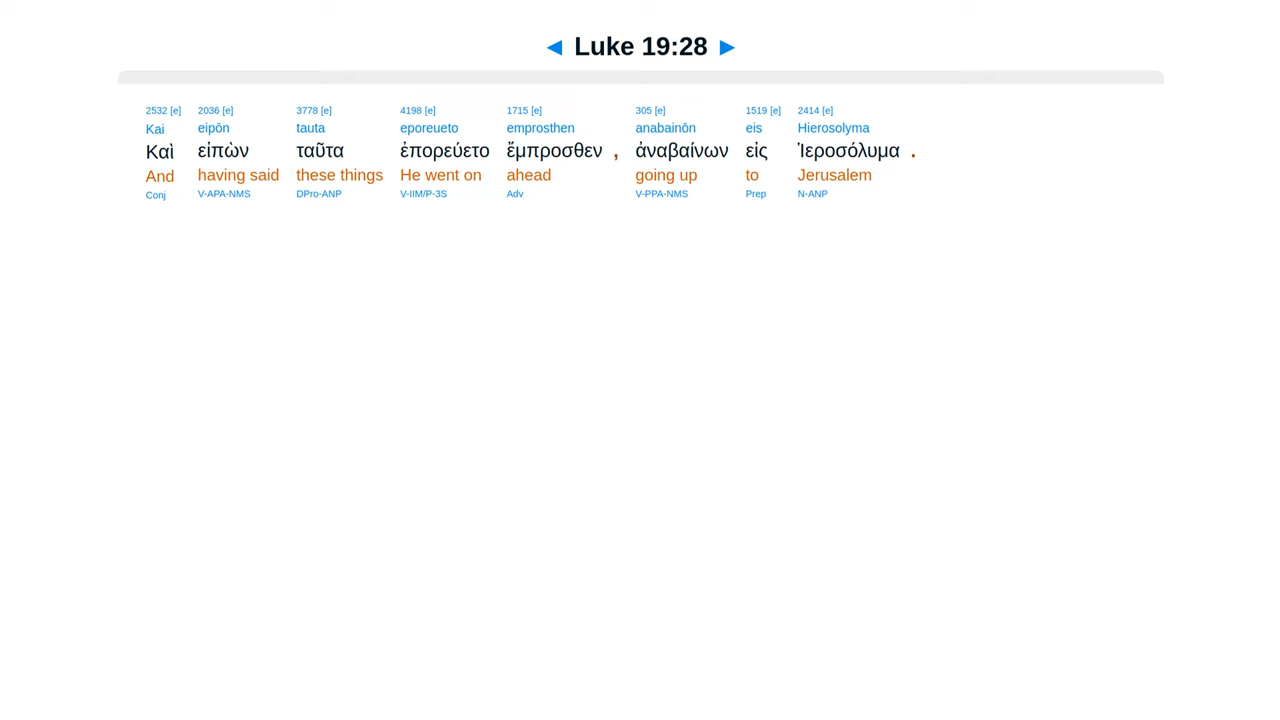 ◄ Luke 19:28 ►
2532 [e] 2036 [e] 3778 [e] 4198 [e] 1715 [e] 305 [e] 1519 [e] 2414 [e]
Kai eipōn tauta eporeueto emprosthen anabainōn eis Hierosolyma
Καὶ εἰπὼν ταῦτα ἐπορεύετο ἔμπροσθεν , ἀναβαίνων εἰς Ἱεροσόλυμα .
And having said these things He went on ahead going up to Jerusalem
Conj V-APA-NMS DPro-ANP V-IIM/P-3S Adv V-PPA-NMS Prep N-ANP